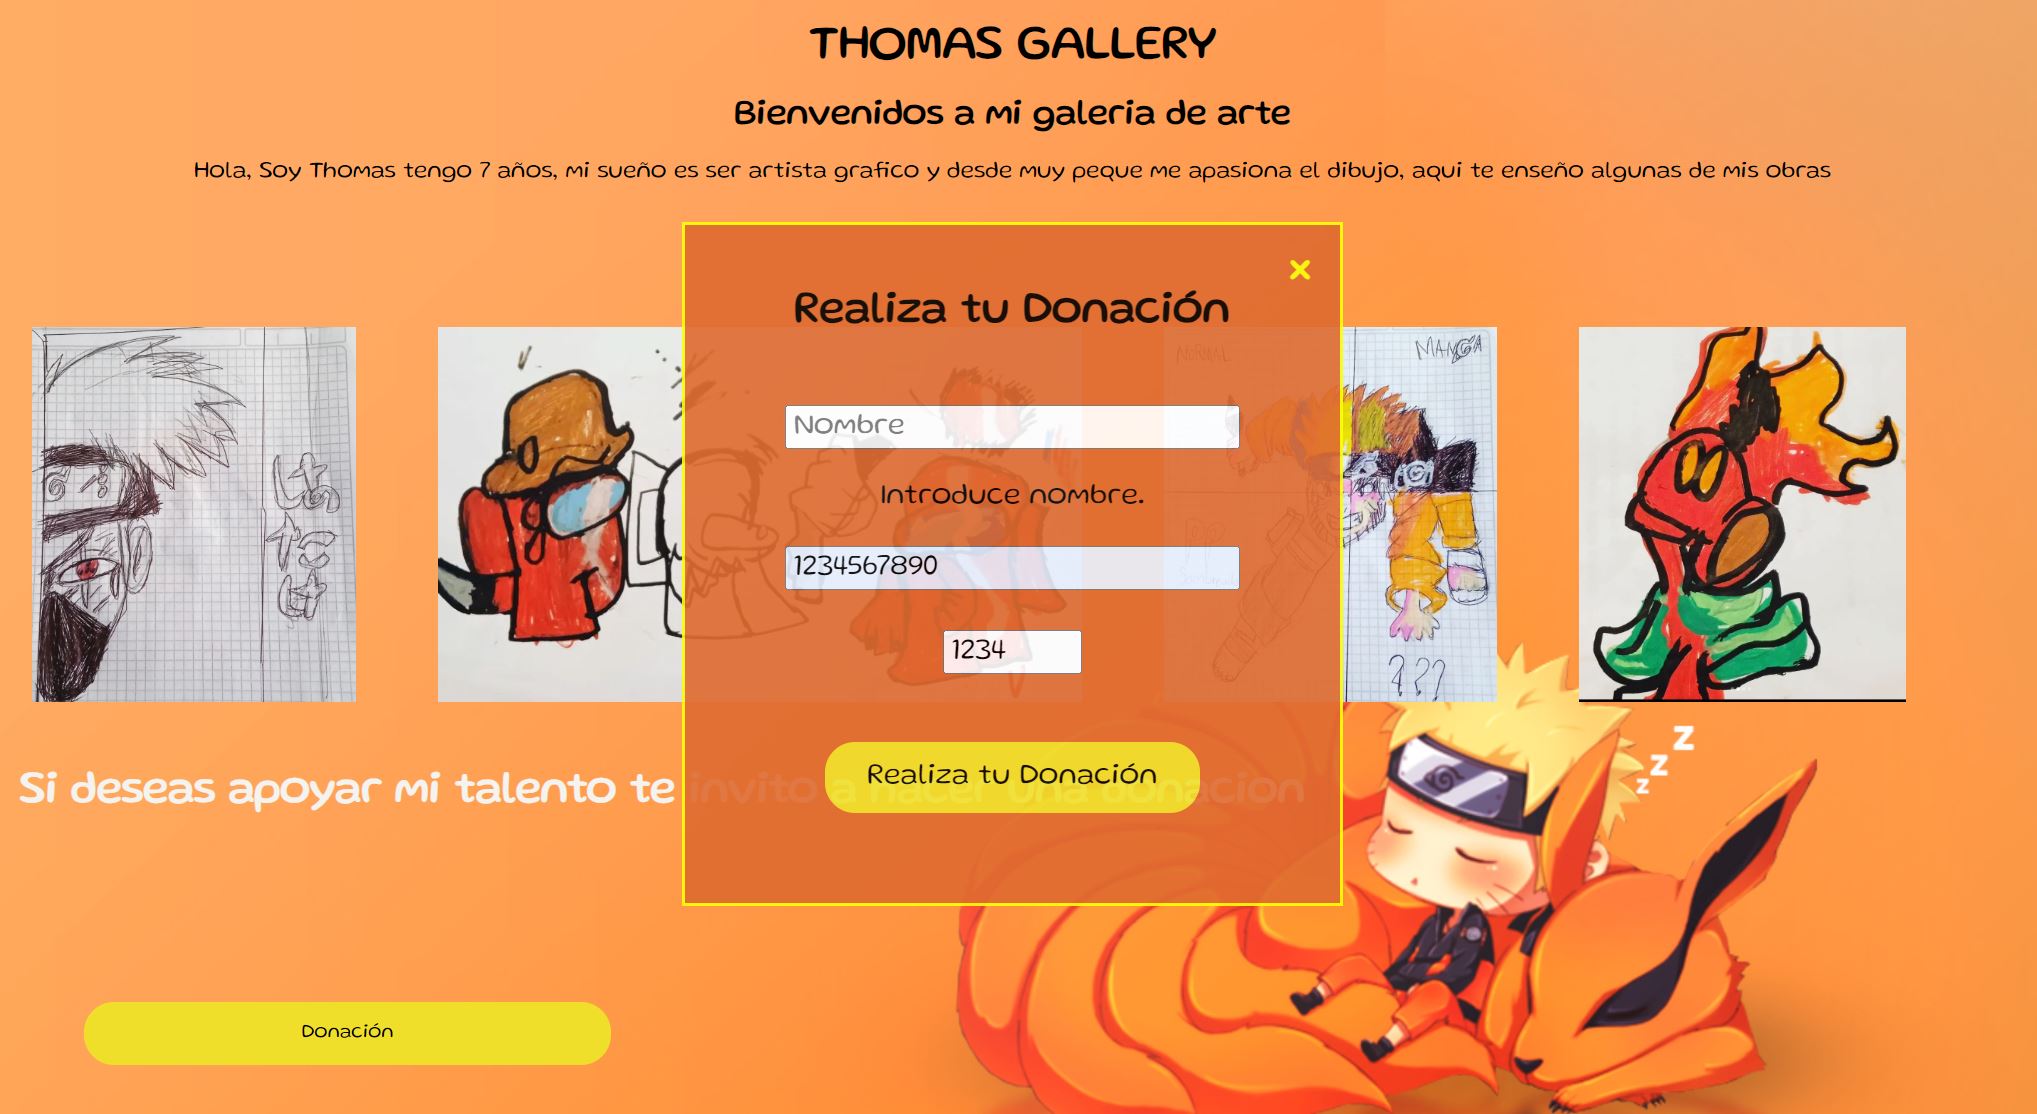 THOMAS GALLERY
Bienvenidos a mi galeria de arte
Hola, Soy Thomas tengo 7 años, mi sueño es ser artista grafico y desde muy peque me apasiona el dibujo, aqui te enseño algunas de mis obras
Realiza tu Donación
NORMAL
MANGA
Nombre
Introduce nombre.
1234567890
1234
???
Realiza tu Donación
Si deseas apoyar mi talento te invito a hacer una donacion
z
z
z
Donación